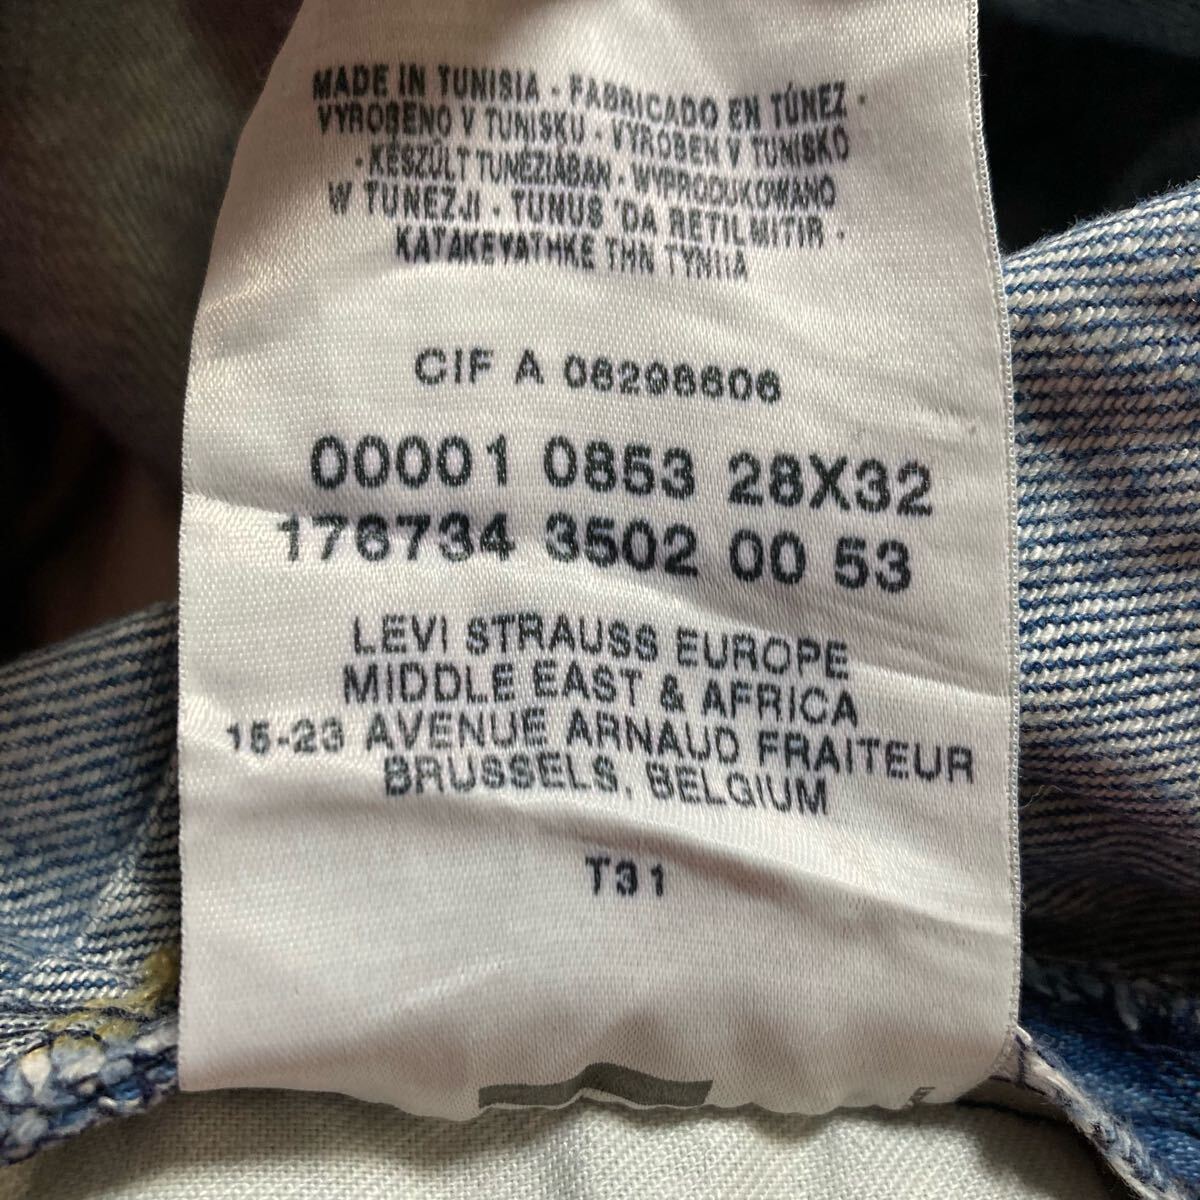 MADE IN TUNISIA - FABRICADO EN TÚNEZ -
VYROBENO V TUNISKU - VYROBEN V TUNISKO
- KÉSZÜLT TUNÉZIÁBAN - WYPRODUKOWANO
W TUNEZJI - TUNUS 'DA RETILMITIR -
KATAKEVATHKE THN TYNIIA
CIF A 08298606
00001 0853 28X32
176734 3502 00 53
LEVI STRAUSS EUROPE
MIDDLE EAST & AFRICA
15-23 AVENUE ARNAUD FRAITEUR
BRUSSELS, BELGIUM
T31